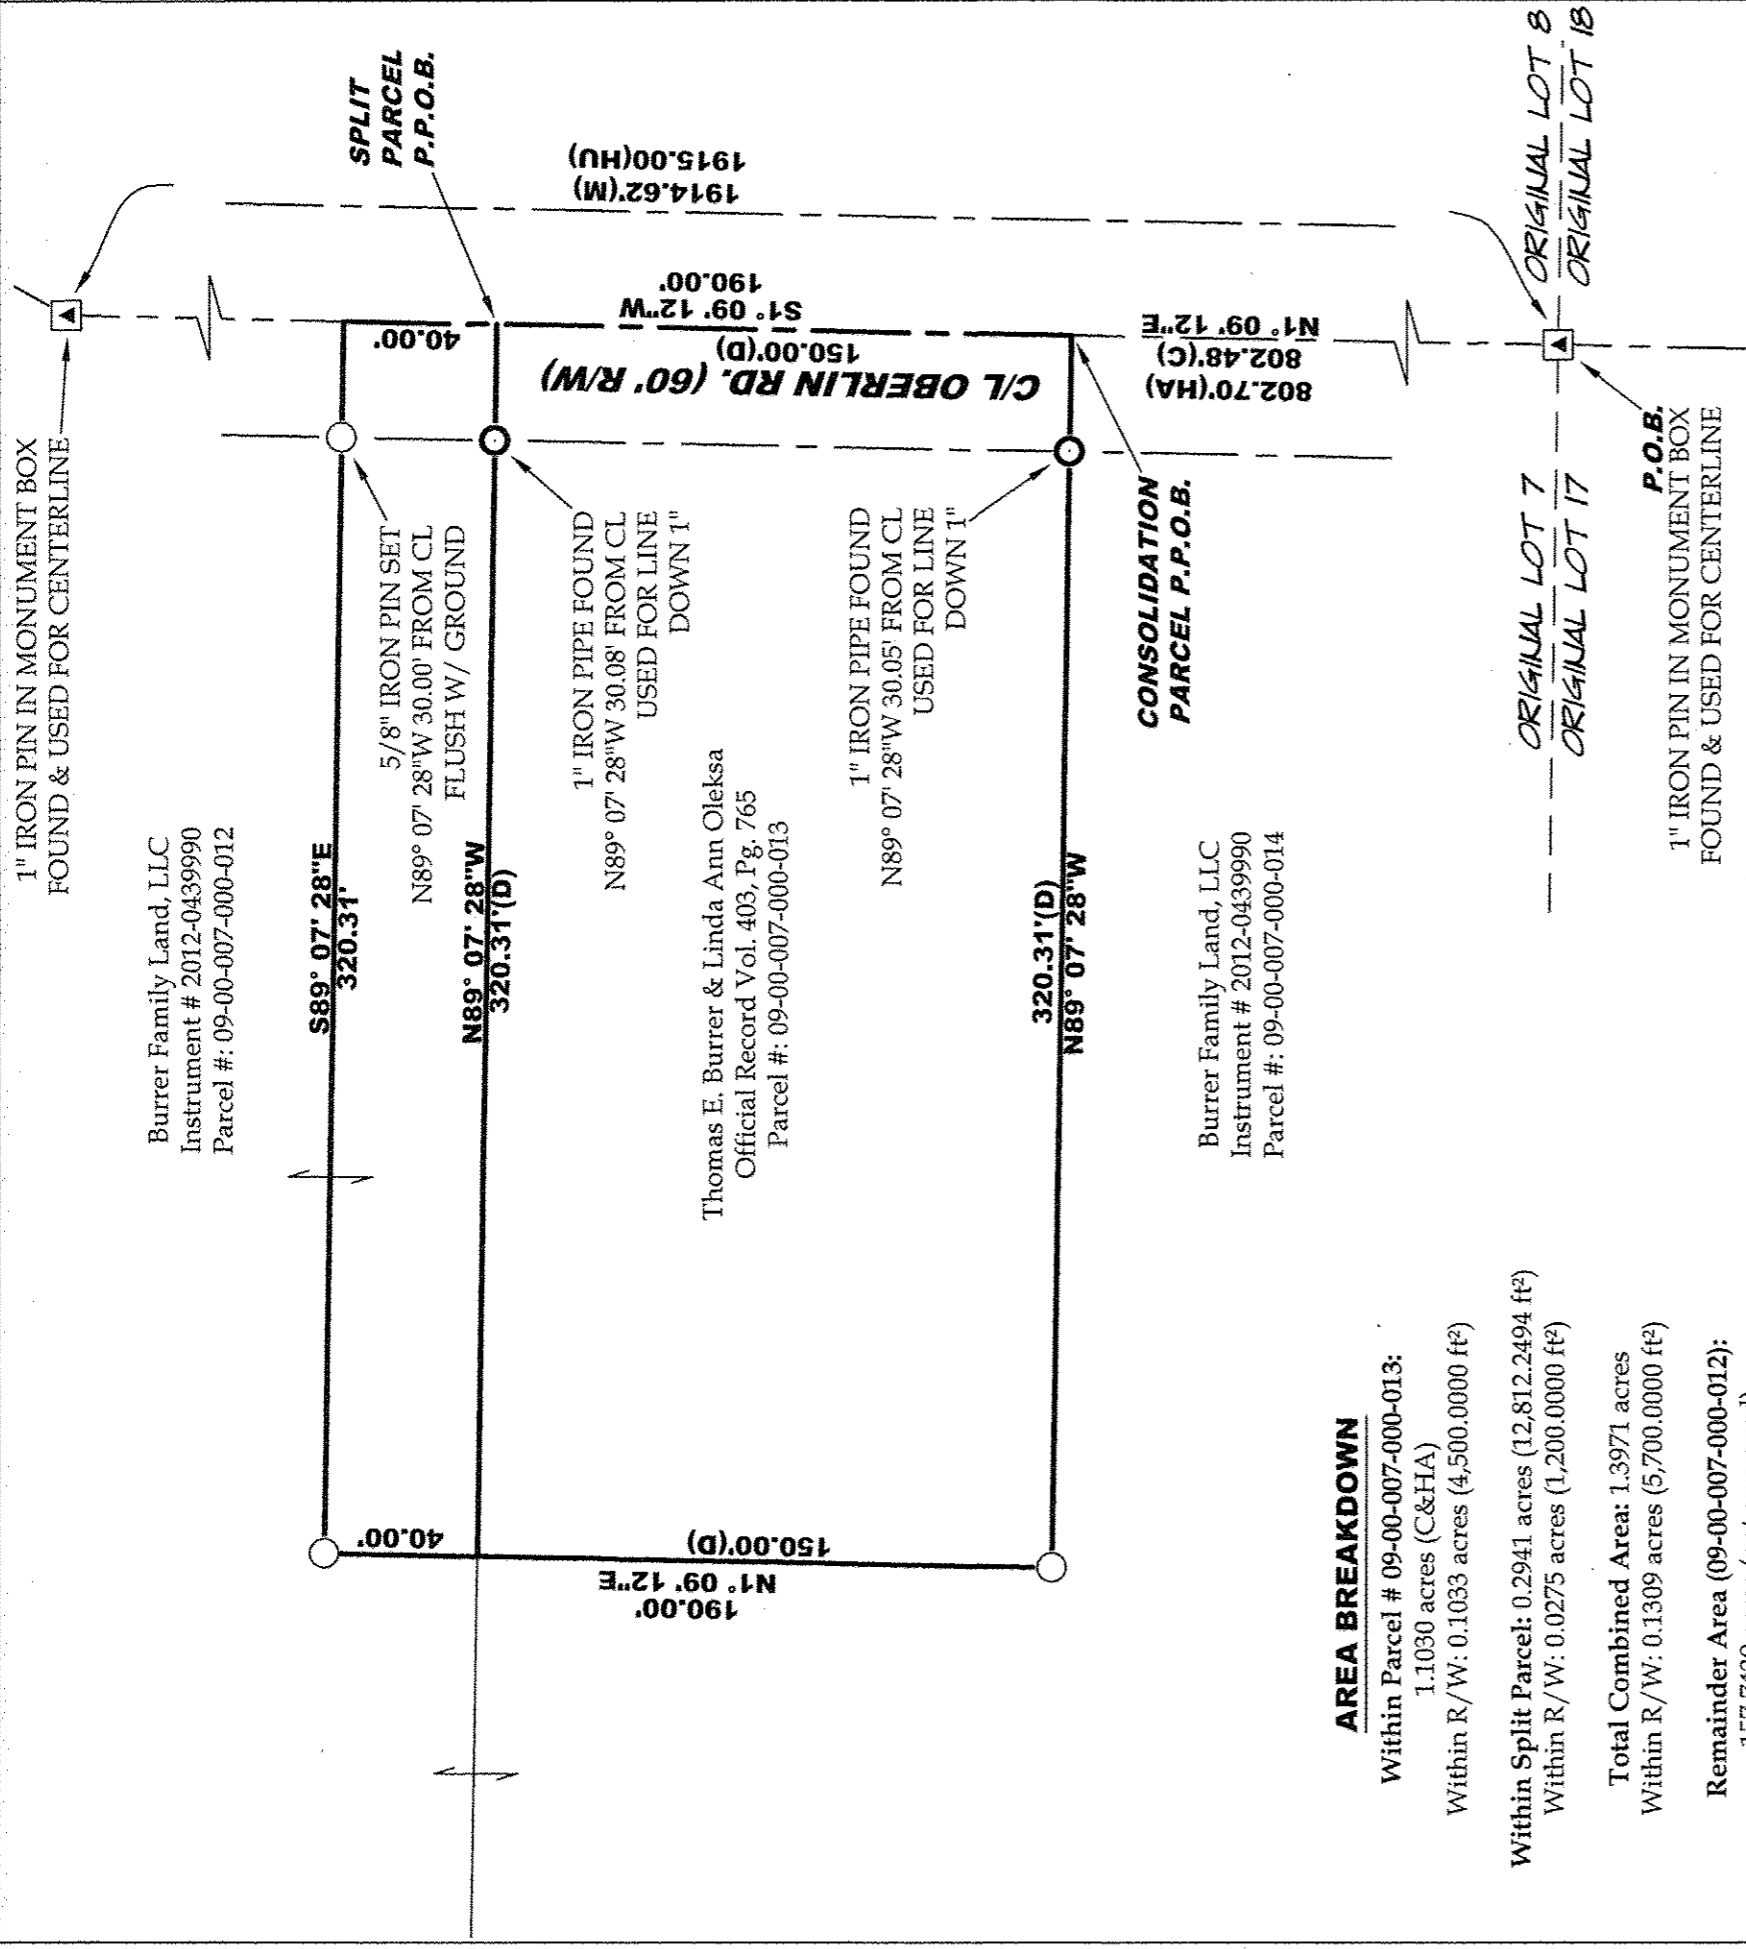 1" IRON PIN IN MONUMENT BOX
FOUND & USED FOR CENTERLINE
SPLIT
PARCEL
P.P.O.B.
1914.62'(M)
1915.00(HU)
Burrer Family Land, LLC
Instrument # 2012-0439990
Parcel #: 09-00-007-000-012
S89° 07' 28"E
320.31'
40.00'
5/8" IRON PIN SET
N89° 07' 28"W 30.00' FROM CL
FLUSH W/ GROUND
N89° 07' 28"W
320.31'(D)
1" IRON PIPE FOUND
N89° 07' 28"W 30.08' FROM CL
USED FOR LINE
DOWN 1"
C/L OBERLIN RD. (60' R/W)
150.00'(D)
S1° 09' 12"W
190.00'
Thomas E. Burrer & Linda Ann Oleksa
Official Record Vol. 403, Pg. 765
Parcel #: 09-00-007-000-013
1" IRON PIPE FOUND
N89° 07' 28"W 30.05' FROM CL
USED FOR LINE
DOWN 1"
40.00'
150.00'(D)
N1° 09' 12"E
190.00'
320.31'(D)
N89° 07' 28"W
CONSOLIDATION
PARCEL P.P.O.B.
802.70'(HA)
802.48'(C)
N1° 09' 12"E
Burrer Family Land, LLC
Instrument # 2012-0439990
Parcel #: 09-00-007-000-014
ORIGINAL LOT 7
ORIGINAL LOT 17
ORIGINAL LOT 8
ORIGINAL LOT 18
P.O.B.
1" IRON PIN IN MONUMENT BOX
FOUND & USED FOR CENTERLINE
AREA BREAKDOWN
Within Parcel # 09-00-007-000-013:
1.1030 acres (C&HA)
Within R/W: 0.1033 acres (4,500.0000 ft²)
Within Split Parcel: 0.2941 acres (12,812.2494 ft²)
Within R/W: 0.0275 acres (1,200.0000 ft²)
Total Combined Area: 1.3971 acres
Within R/W: 0.1309 acres (5,700.0000 ft²)
Remainder Area (09-00-007-000-012):